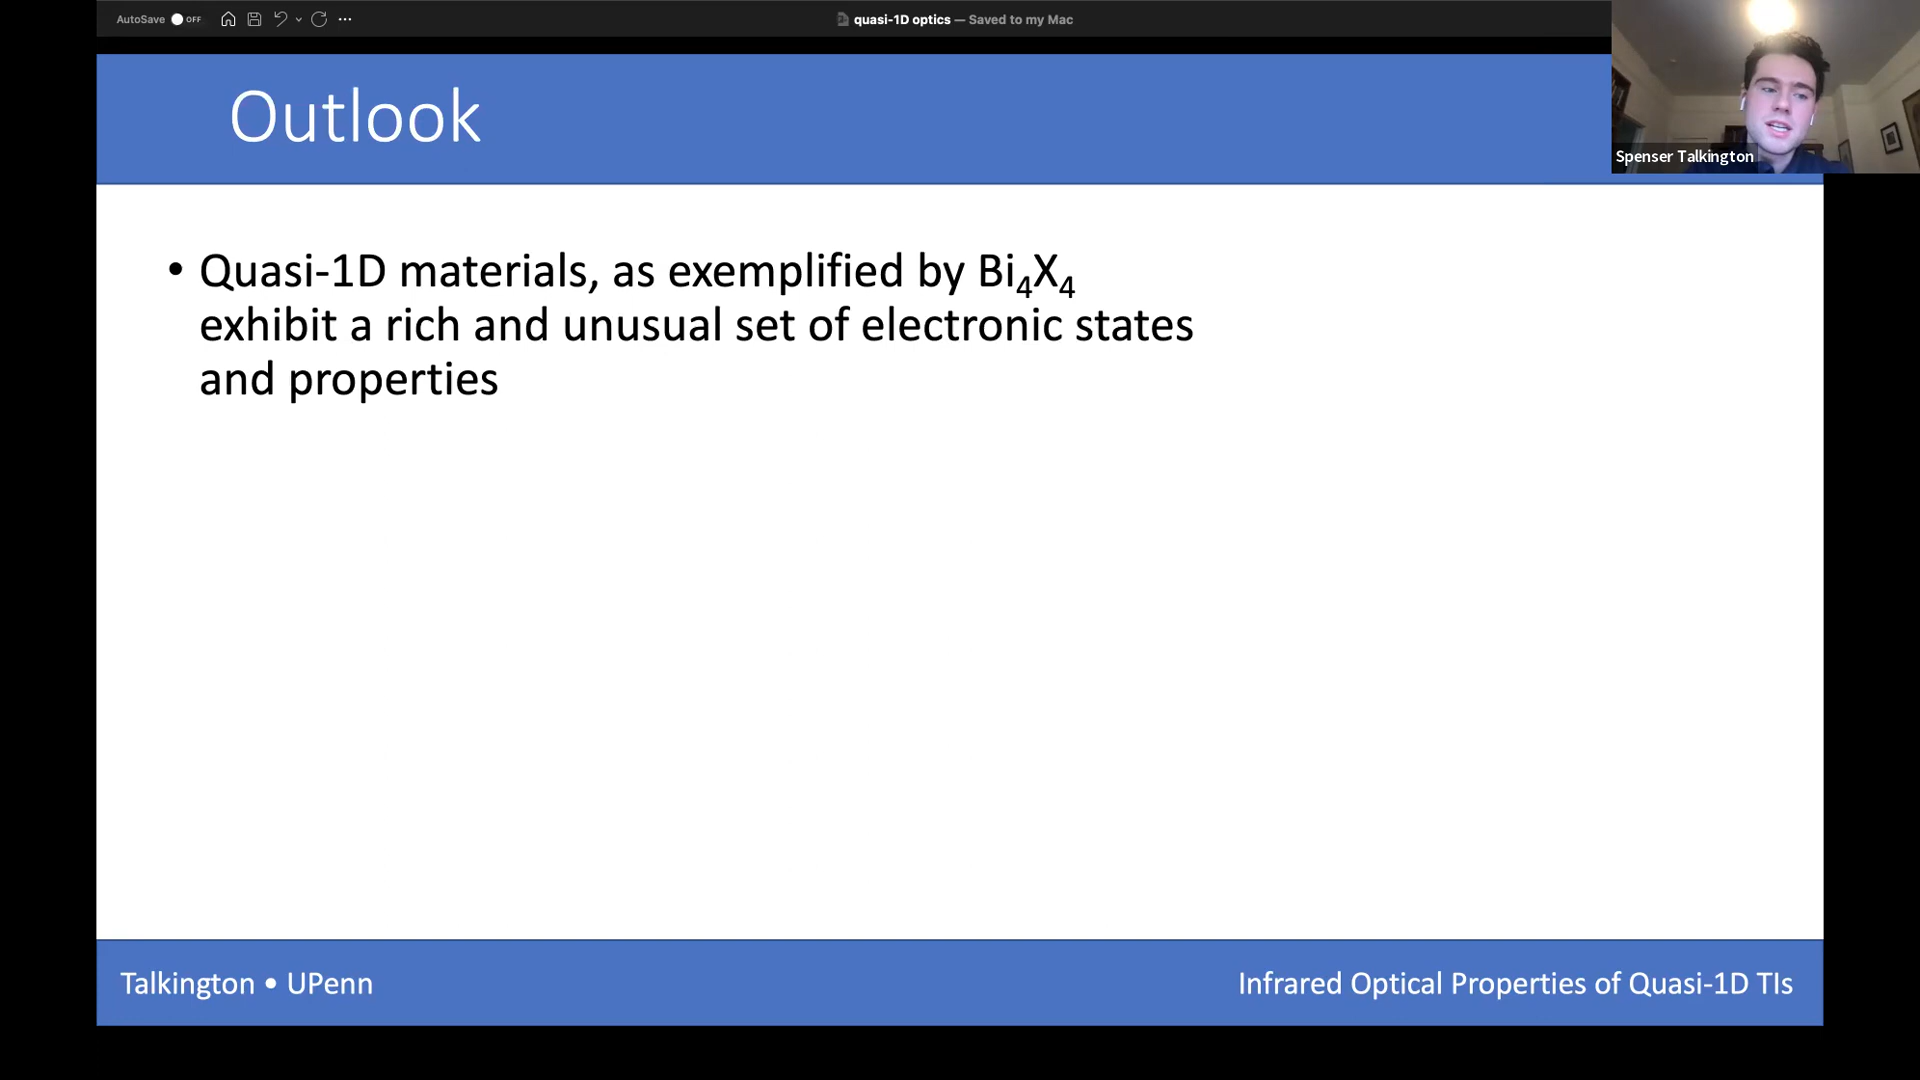 AutoSave OFF
quasi-1D optics — Saved to my Mac
Outlook
Spenser Talkington
• Quasi-1D materials, as exemplified by Bi₄X₄
exhibit a rich and unusual set of electronic states
and properties
Talkington • UPenn
Infrared Optical Properties of Quasi-1D TIs